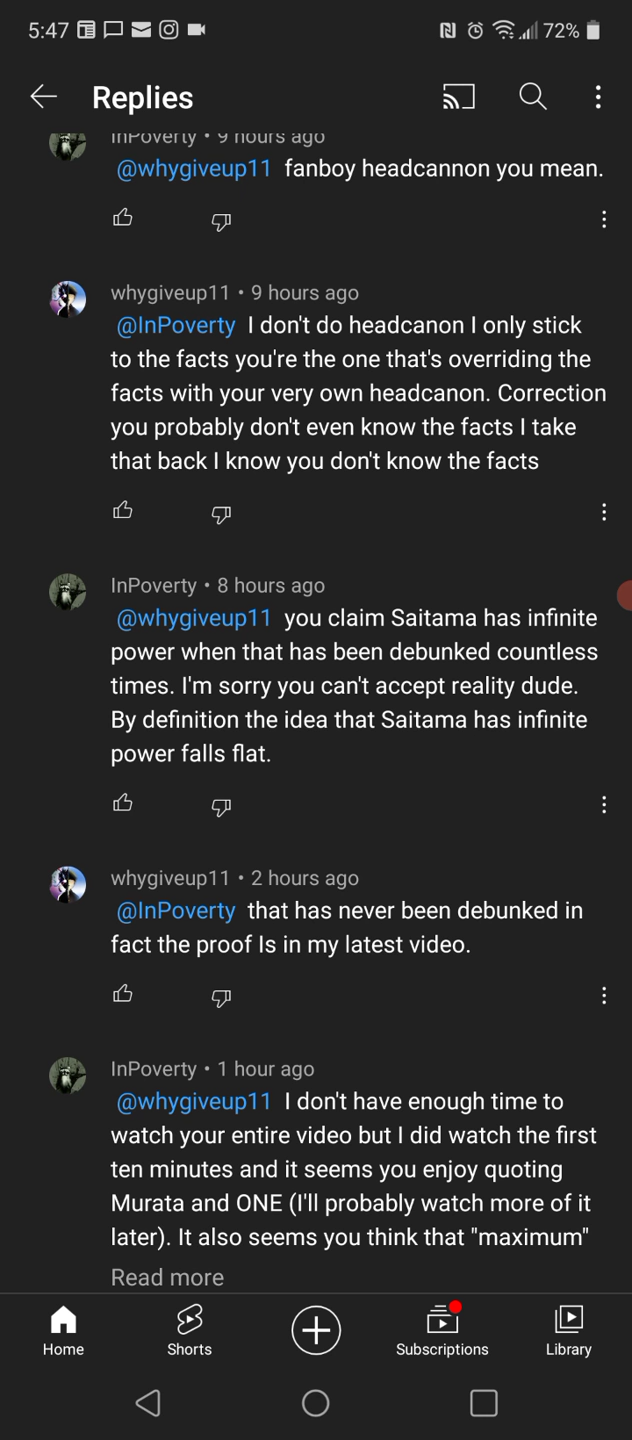 5:47
72%
Replies
InPoverty • 9 hours ago
@whygiveup11 fanboy headcannon you mean.
whygiveup11 • 9 hours ago
@InPoverty I don't do headcanon I only stick
to the facts you're the one that's overriding the
facts with your very own headcanon. Correction
you probably don't even know the facts I take
that back I know you don't know the facts
InPoverty • 8 hours ago
@whygiveup11 you claim Saitama has infinite
power when that has been debunked countless
times. I'm sorry you can't accept reality dude.
By definition the idea that Saitama has infinite
power falls flat.
whygiveup11 • 2 hours ago
@InPoverty that has never been debunked in
fact the proof Is in my latest video.
InPoverty • 1 hour ago
@whygiveup11 I don't have enough time to
watch your entire video but I did watch the first
ten minutes and it seems you enjoy quoting
Murata and ONE (I'll probably watch more of it
later). It also seems you think that "maximum"
Read more
Home
Shorts
Subscriptions
Library